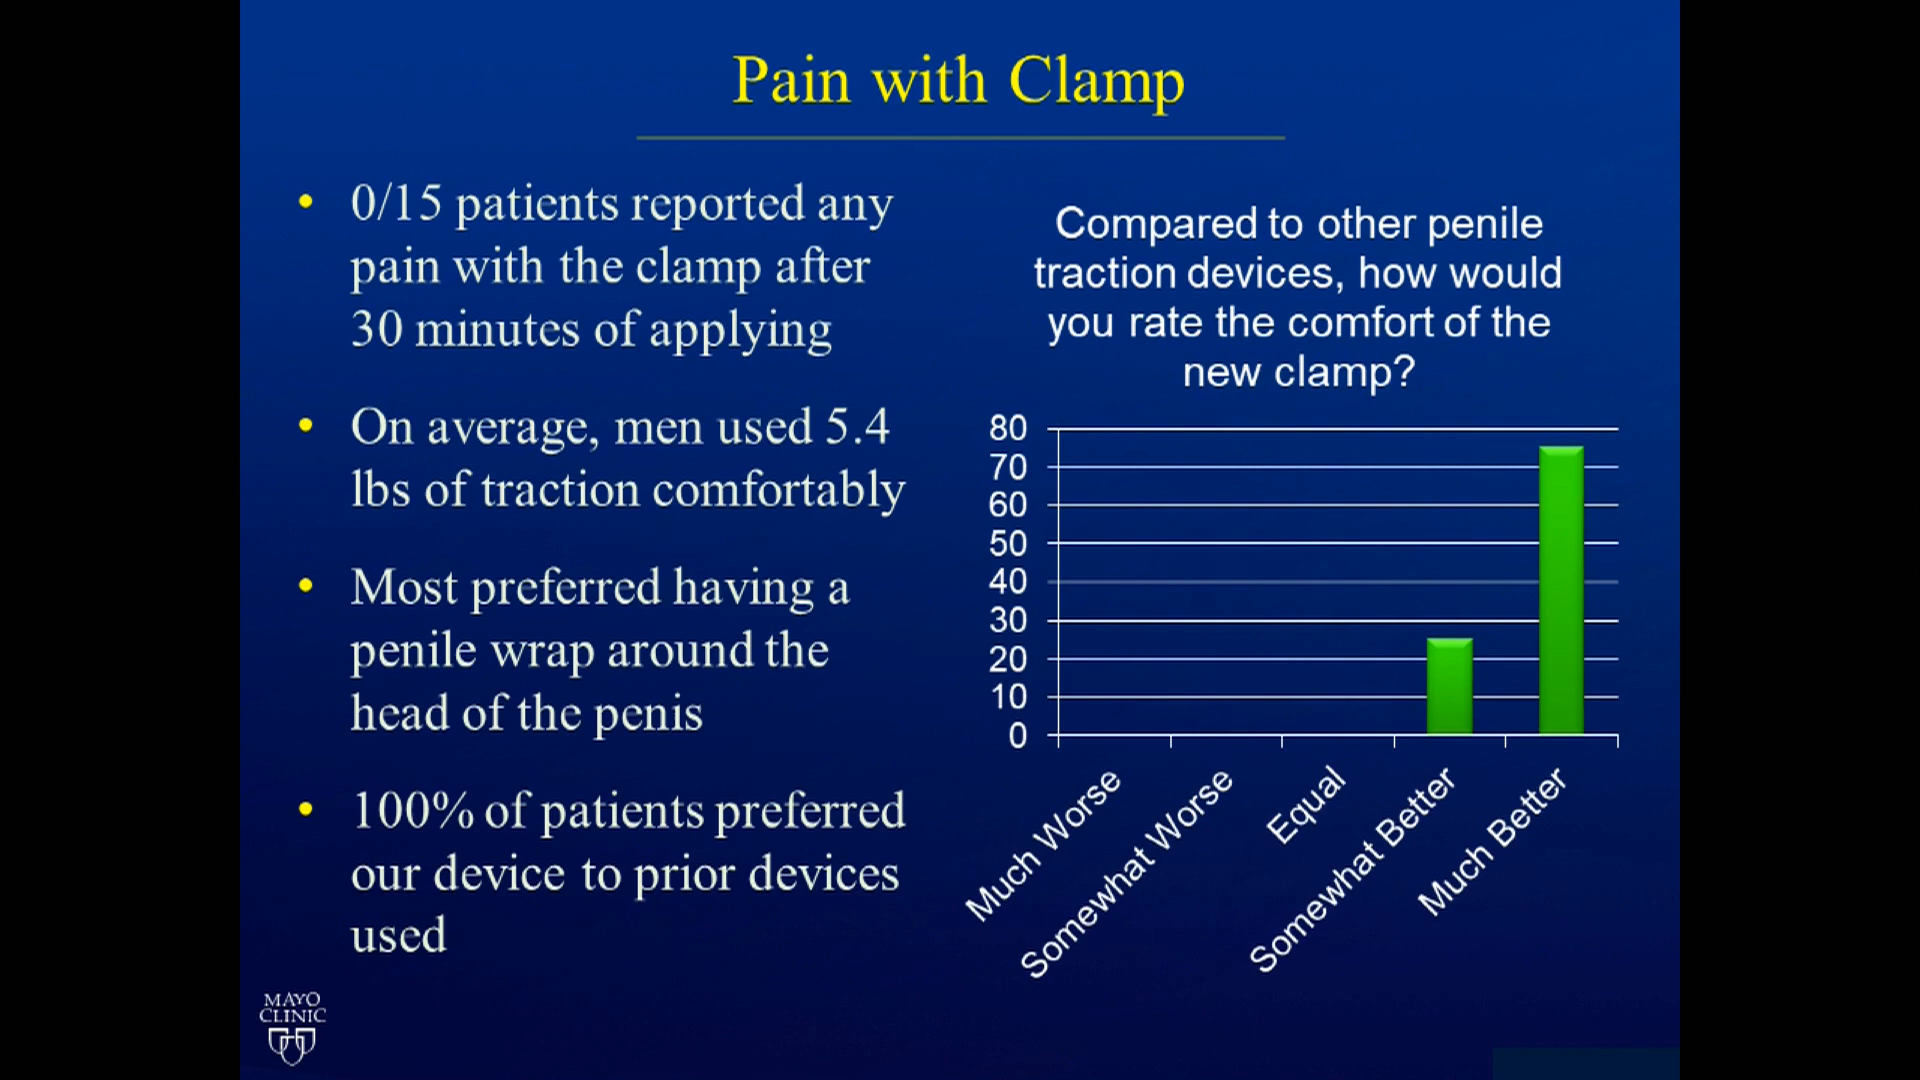 Pain with Clamp
• 0/15 patients reported any
pain with the clamp after
30 minutes of applying
• On average, men used 5.4
lbs of traction comfortably
• Most preferred having a
penile wrap around the
head of the penis
• 100% of patients preferred
our device to prior devices
used
Compared to other penile
traction devices, how would
you rate the comfort of the
new clamp?
80
70
60
50
40
30
20
10
0
Much Worse
Somewhat Worse
Equal
Somewhat Better
Much Better
MAYO
CLINIC